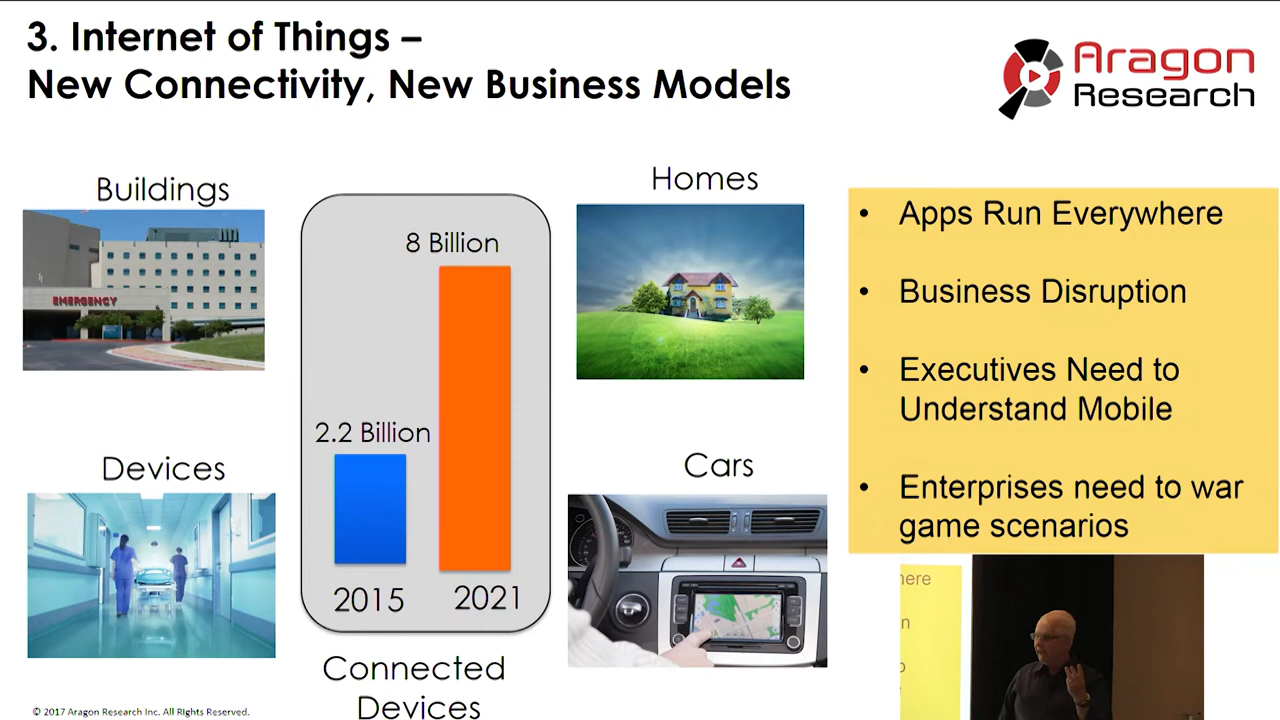 3. Internet of Things –
New Connectivity, New Business Models
Aragon
Research
Buildings
EMERGENCY
Devices
8 Billion
2.2 Billion
2015
2021
Connected
Devices
Homes
Cars
• Apps Run Everywhere
• Business Disruption
• Executives Need to
Understand Mobile
• Enterprises need to war
game scenarios
here
n
o
© 2017 Aragon Research Inc. All Rights Reserved.